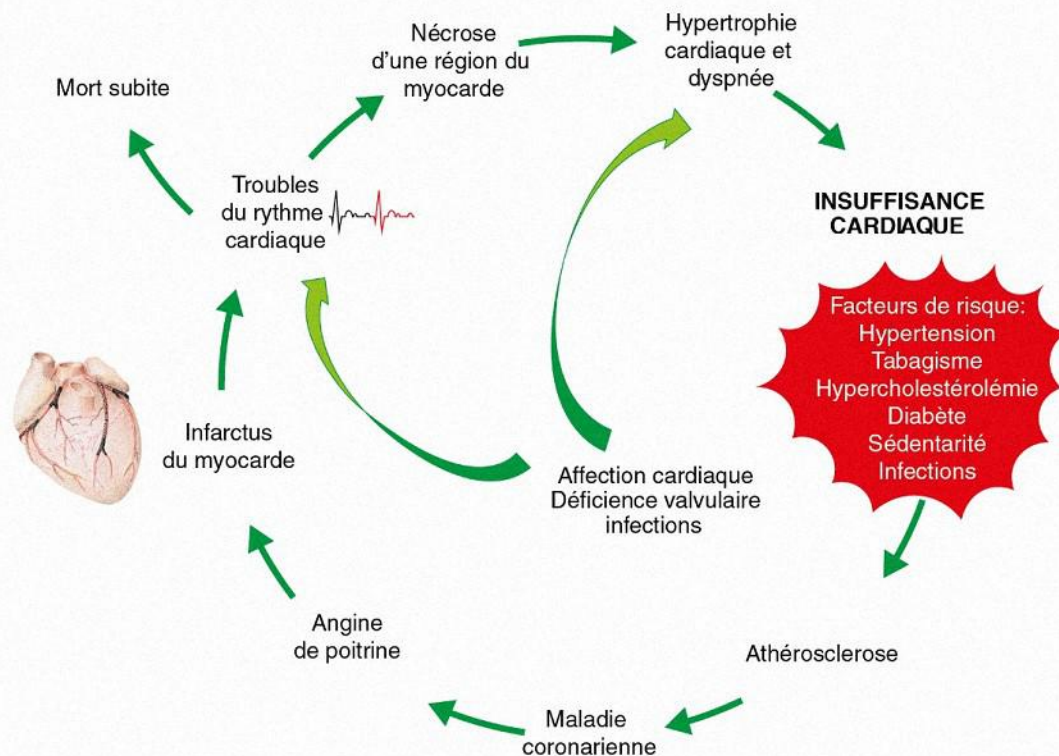 Nécrose
d'une région du
myocarde
Hypertrophie
cardiaque et
dyspnée
Mort subite
Troubles
du rythme
cardiaque
INSUFFISANCE
CARDIAQUE
Facteurs de risque:
Hypertension
Tabagisme
Hypercholestérolémie
Diabète
Sédentarité
Infections
Infarctus
du myocarde
Affection cardiaque
Déficience valvulaire
infections
Angine
de poitrine
Athérosclerose
Maladie
coronarienne